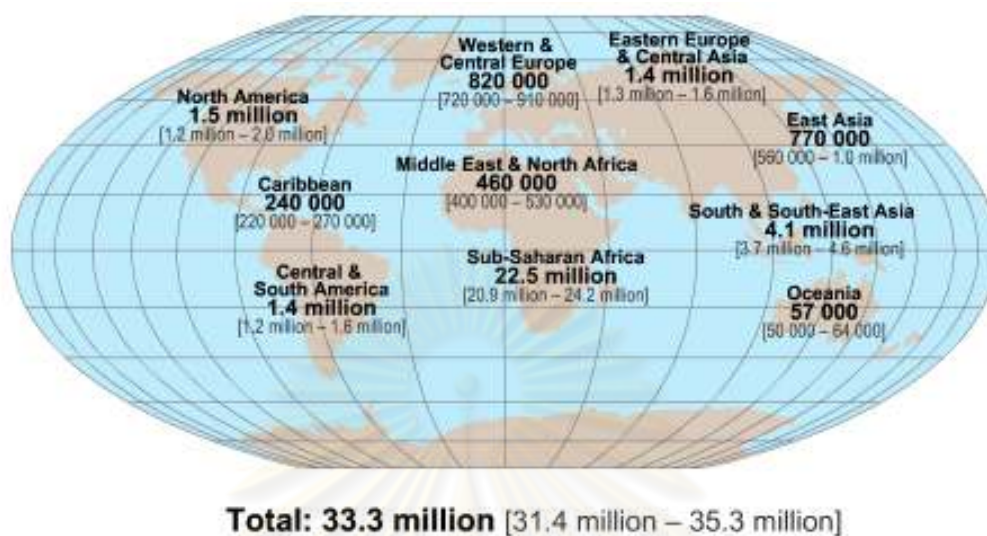 Western &
Central Europe
820 000
[720 000 – 910 000]
Eastern Europe
& Central Asia
1.4 million
[1.3 million – 1.6 million]
North America
1.5 million
[1.2 million – 2.0 million]
East Asia
770 000
[560 000 – 1.0 million]
Middle East & North Africa
460 000
[400 000 – 530 000]
Caribbean
240 000
[220 000 – 270 000]
South & South-East Asia
4.1 million
[3.7 million – 4.6 million]
Sub-Saharan Africa
22.5 million
[20.9 million – 24.2 million]
Central &
South America
1.4 million
[1.2 million – 1.6 million]
Oceania
57 000
[50 000 – 64 000]
Total: 33.3 million [31.4 million – 35.3 million]